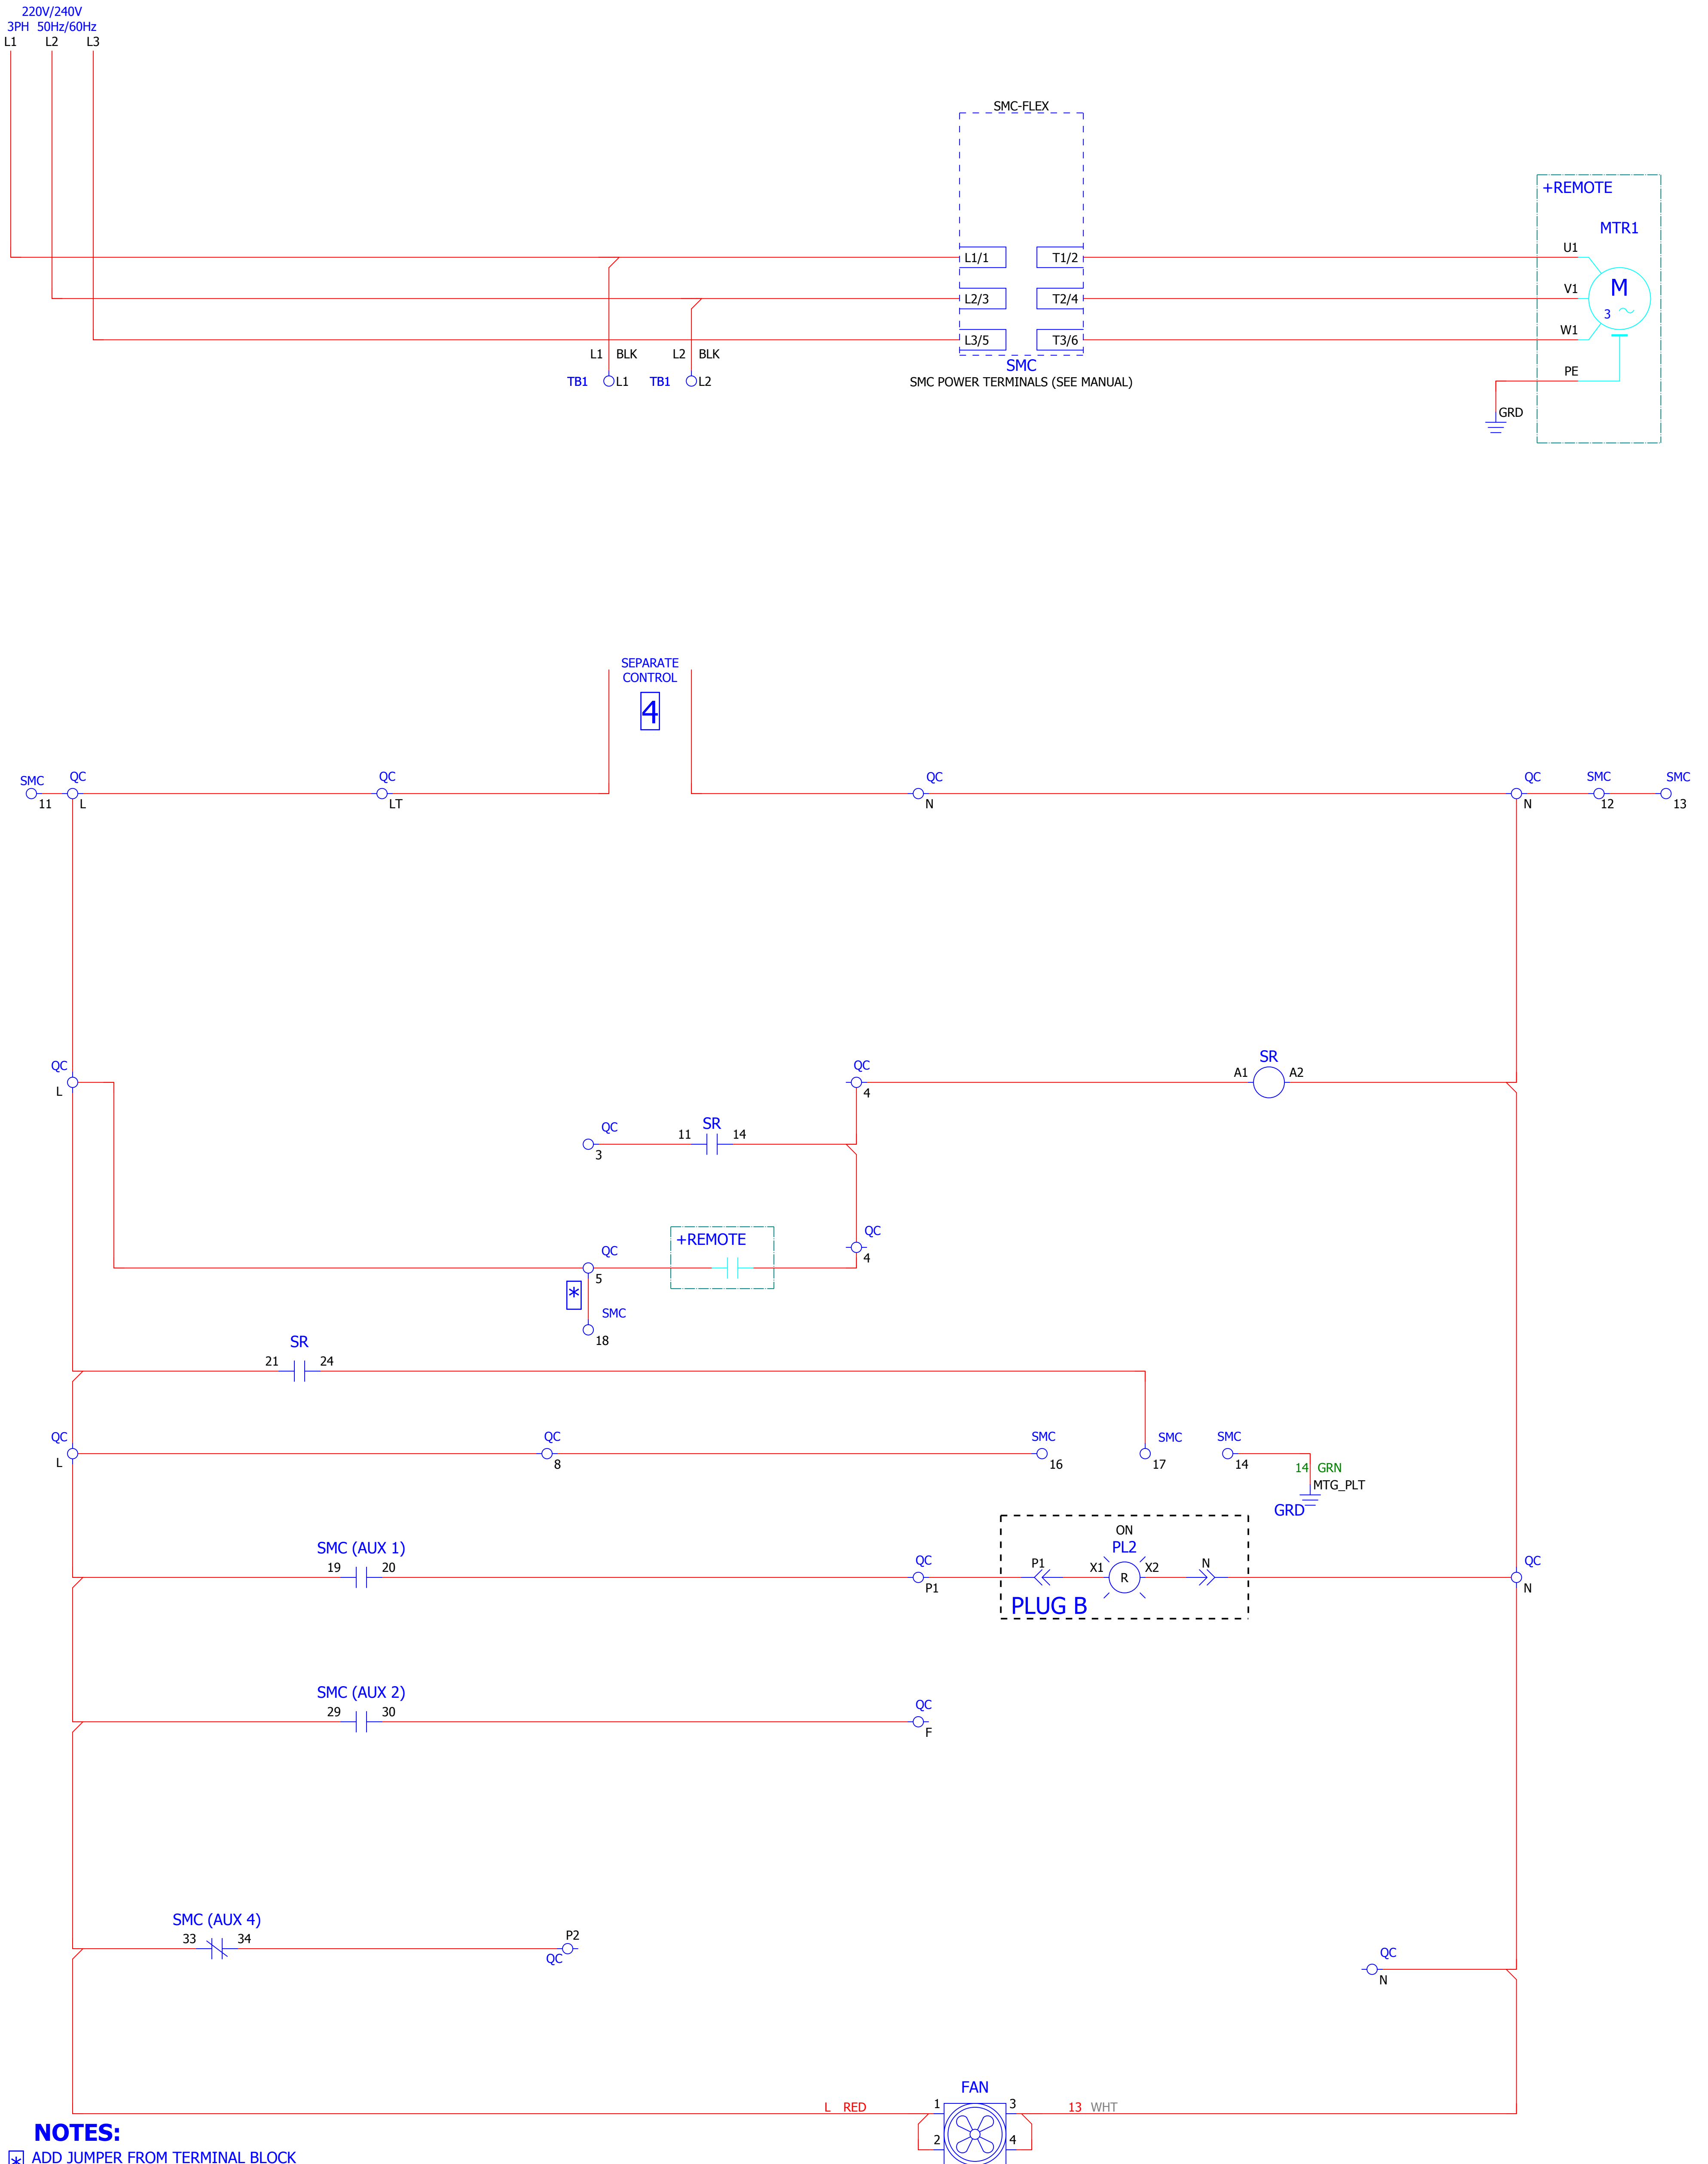 220V/240V
3PH 50Hz/60Hz
L1 L2 L3
SMC-FLEX
+REMOTE
MTR1
U1
L1/1 T1/2
M
V1
L2/3 T2/4
3
W1
L3/5 T3/6
L1 BLK L2 BLK
SMC
PE
TB1 L1 TB1 L2
SMC POWER TERMINALS (SEE MANUAL)
GRD
SEPARATE
CONTROL
4
SMC QC QC QC QC SMC SMC
11 L LT N N 12 13
SR
QC QC
A1 A2
L 4
SR
QC
11 14
3
QC
+REMOTE
QC
4
5
*
SMC
18
SR
21 24
QC QC SMC SMC SMC
L 8 16 17 14
14 GRN
MTG_PLT
GRD
ON
SMC (AUX 1) PL2
QC QC
19 20 P1 X1 X2 N
R
P1 N
PLUG B
SMC (AUX 2)
QC
29 30
F
SMC (AUX 4)
P2
33 34
QC QC
N
FAN
L RED 1 3 13 WHT
NOTES:
2 4
* ADD JUMPER FROM TERMINAL BLOCK